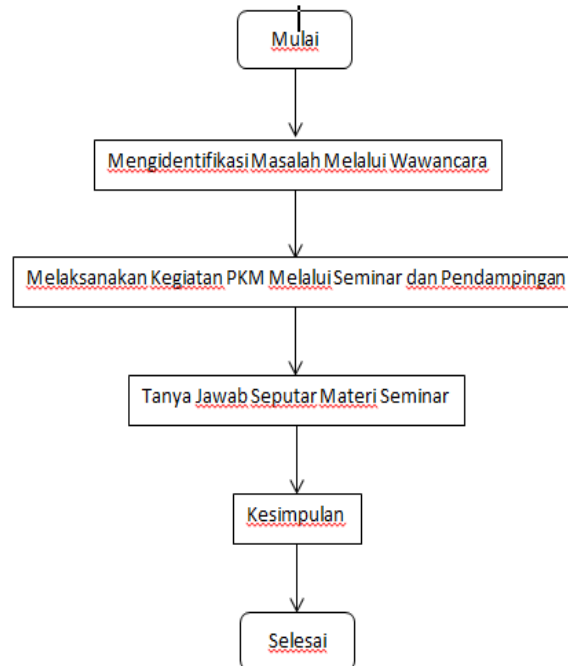 Mulai
Mengidentifikasi Masalah Melalui Wawancara
Melaksanakan Kegiatan PKM Melalui Seminar dan Pendampingan
Tanya Jawab Seputar Materi Seminar
Kesimpulan
Selesai